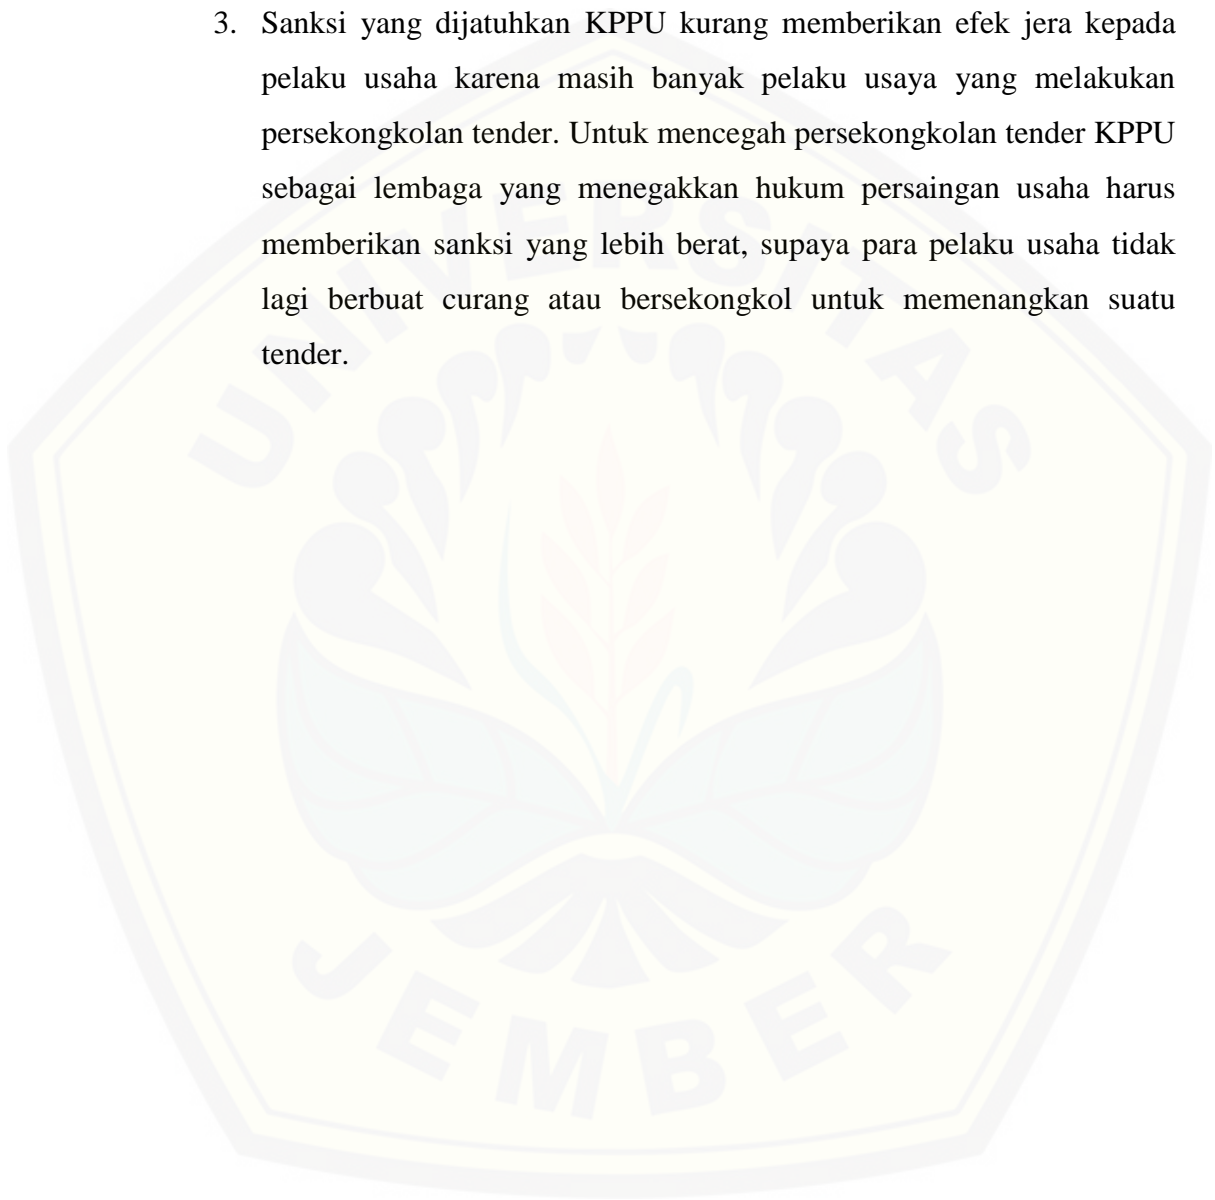 3. Sanksi yang dijatuhkan KPPU kurang memberikan efek jera kepada
pelaku usaha karena masih banyak pelaku usaya yang melakukan
persekongkolan tender. Untuk mencegah persekongkolan tender KPPU
sebagai lembaga yang menegakkan hukum persaingan usaha harus
memberikan sanksi yang lebih berat, supaya para pelaku usaha tidak
lagi berbuat curang atau bersekongkol untuk memenangkan suatu
tender.
UNIVERSITAS
JEMBER